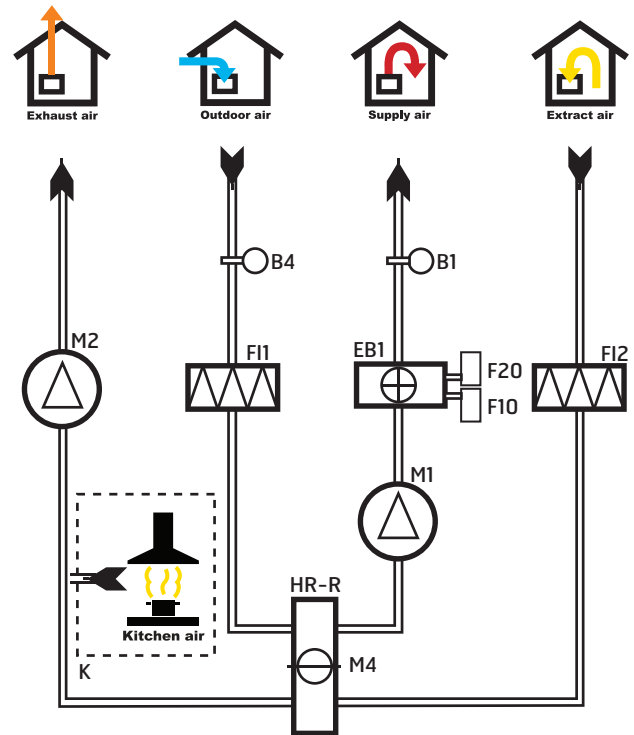 Exhaust air
Outdoor air
Supply air
Extract air
B4
B1
M2
FI1
EB1
F20
F10
FI2
M1
HR-R
Kitchen air
K
M4